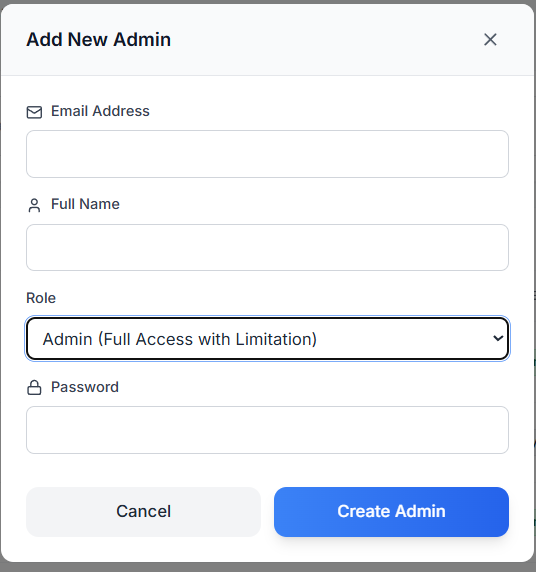 Add New Admin
Email Address
Full Name
Role
Admin (Full Access with Limitation)
Password
Cancel
Create Admin